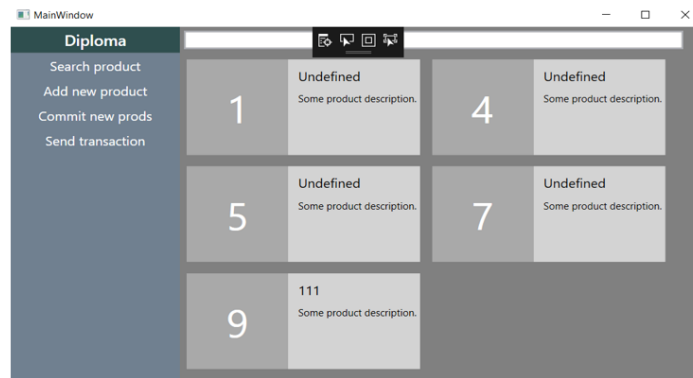 MainWindow
Diploma
Search product
Add new product
Commit new prods
Send transaction
1
Undefined
Some product description.
4
Undefined
Some product description.
5
Undefined
Some product description.
7
Undefined
Some product description.
9
111
Some product description.